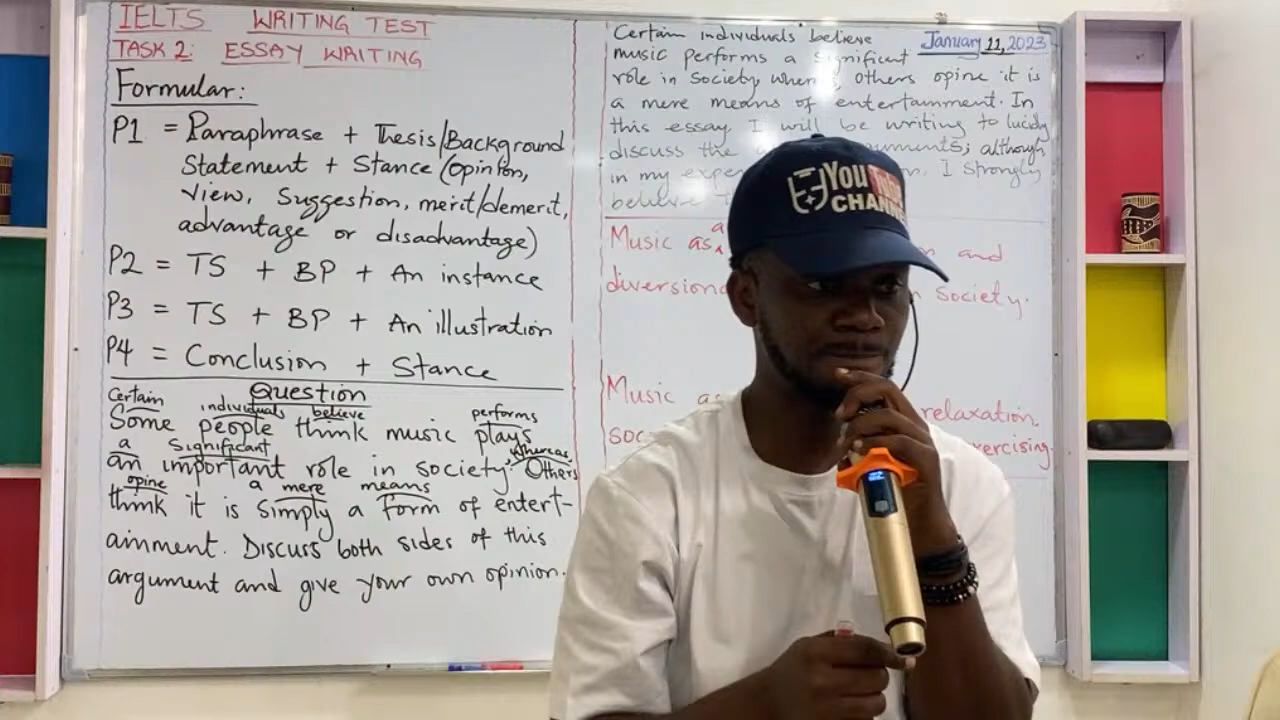 IELTS WRITING TEST
TASK 2: ESSAY WRITING
Formular:
P1 = Paraphrase + Thesis/Background
Statement + Stance (opinion,
view, suggestion, merit/demerit,
advantage or disadvantage)
P2 = TS + BP + An instance
P3 = TS + BP + An illustration
P4 = Conclusion + Stance
Question
Certain individuals believe performs
Some people think music plays
a significant whereas
an important role in society. Others
opine a mere means
think it is simply a form of entert-
ainment. Discuss both sides of this
argument and give your own opinion.
January 11, 2023
Certain individuals believe
music performs a significant
role in society others opine it is
a mere means of entertainment. In
this essay I will be writing to lucidly
discuss the although
in my I strongly
believe
a
Music as and
diversiona in society.
Music as relaxation,
soc
YouTube
CHANNEL